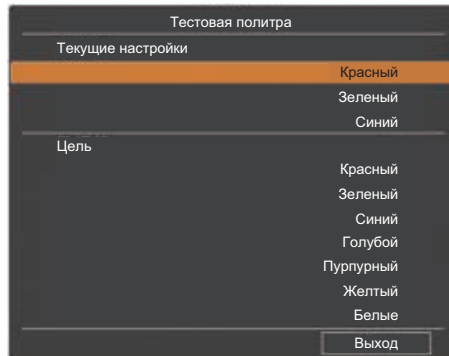 Тестовая политра
Текущие настройки
Красный
Зеленый
Синий
Цель
Красный
Зеленый
Синий
Голубой
Пурпурный
Желтый
Белые
Выход